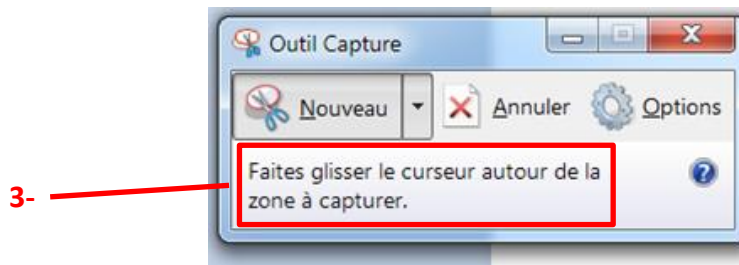 Outil Capture
Nouveau Annuler Options
Faites glisser le curseur autour de la
zone à capturer.
3-